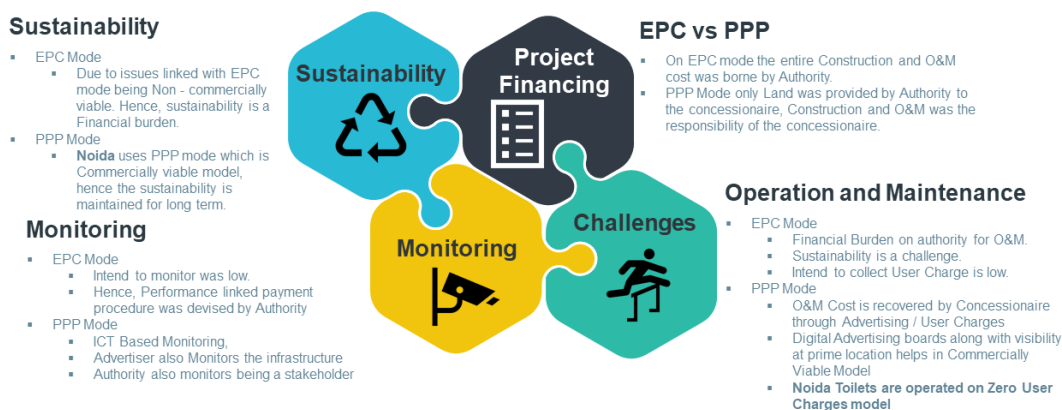 Sustainability
▪ EPC Mode
▪ Due to issues linked with EPC
mode being Non - commercially
viable. Hence, sustainability is a
Financial burden.
▪ PPP Mode
▪ Noida uses PPP mode which is
Commercially viable model,
hence the sustainability is
maintained for long term.
Monitoring
▪ EPC Mode
▪ Intend to monitor was low.
▪ Hence, Performance linked payment
procedure was devised by Authority
▪ PPP Mode
▪ ICT Based Monitoring,
▪ Advertiser also Monitors the infrastructure
▪ Authority also monitors being a stakeholder
Sustainability
Project
Financing
Monitoring
Challenges
EPC vs PPP
▪ On EPC mode the entire Construction and O&M
cost was borne by Authority.
▪ PPP Mode only Land was provided by Authority to
the concessionaire, Construction and O&M was the
responsibility of the concessionaire.
Operation and Maintenance
▪ EPC Mode
▪ Financial Burden on authority for O&M.
▪ Sustainability is a challenge.
▪ Intend to collect User Charge is low.
▪ PPP Mode
▪ O&M Cost is recovered by Concessionaire
through Advertising / User Charges
▪ Digital Advertising boards along with visibility
at prime location helps in Commercially
Viable Model
▪ Noida Toilets are operated on Zero User
Charges model